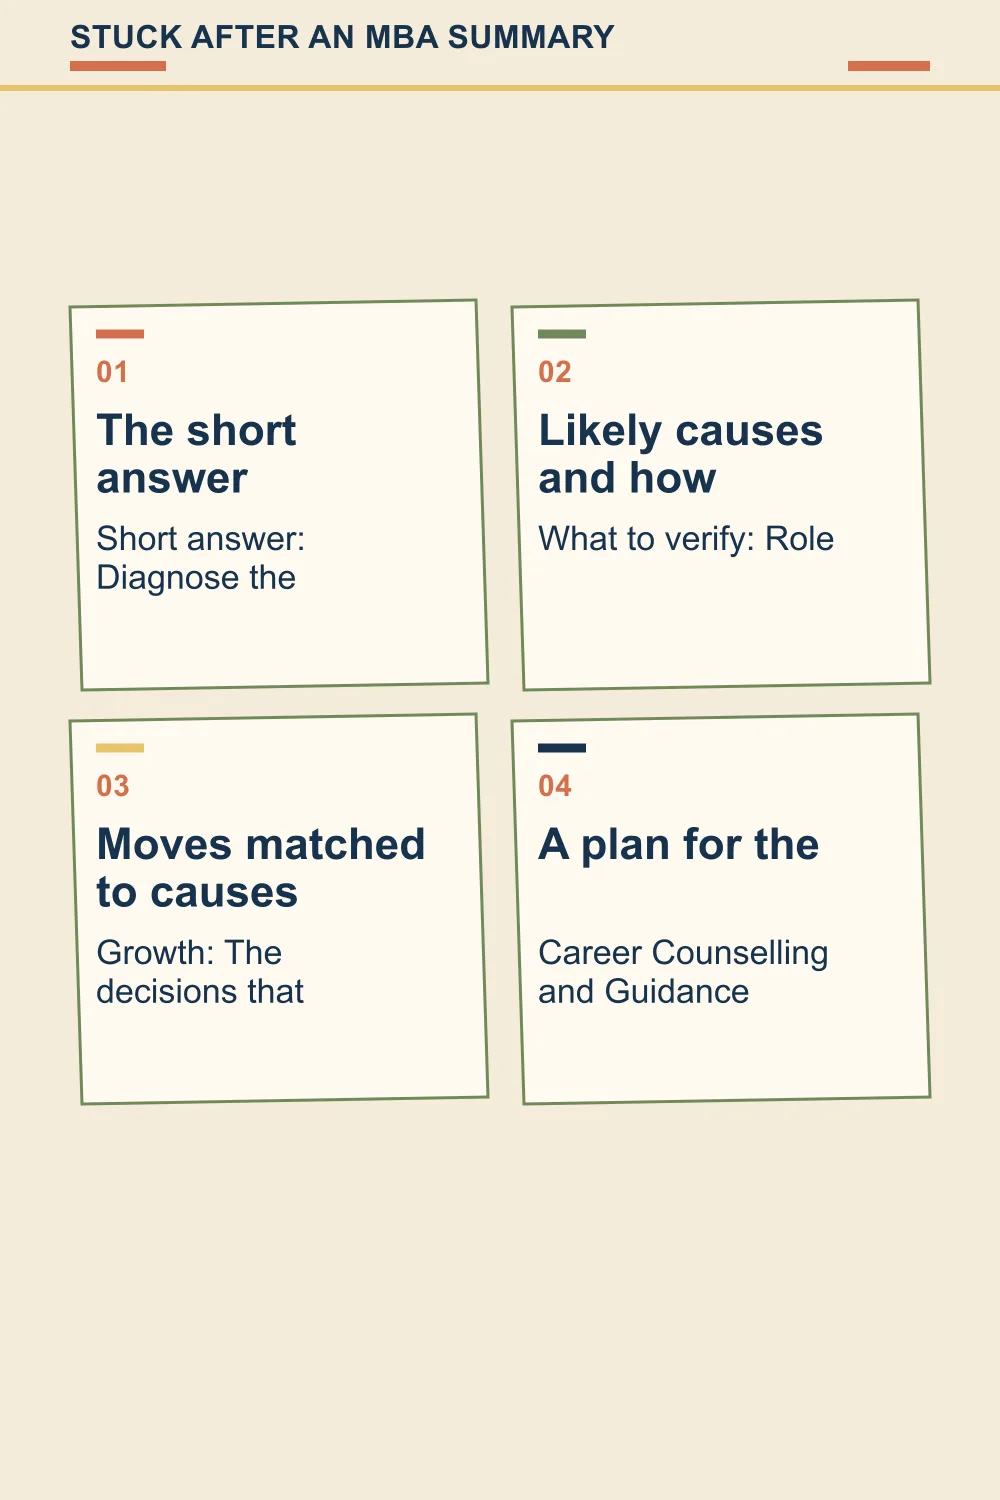 STUCK AFTER AN MBA SUMMARY
01
The short
answer
Short answer:
Diagnose the
02
Likely causes
and how
What to verify: Role
03
Moves matched
to causes
Growth: The
decisions that
04
A plan for the
Career Counselling
and Guidance